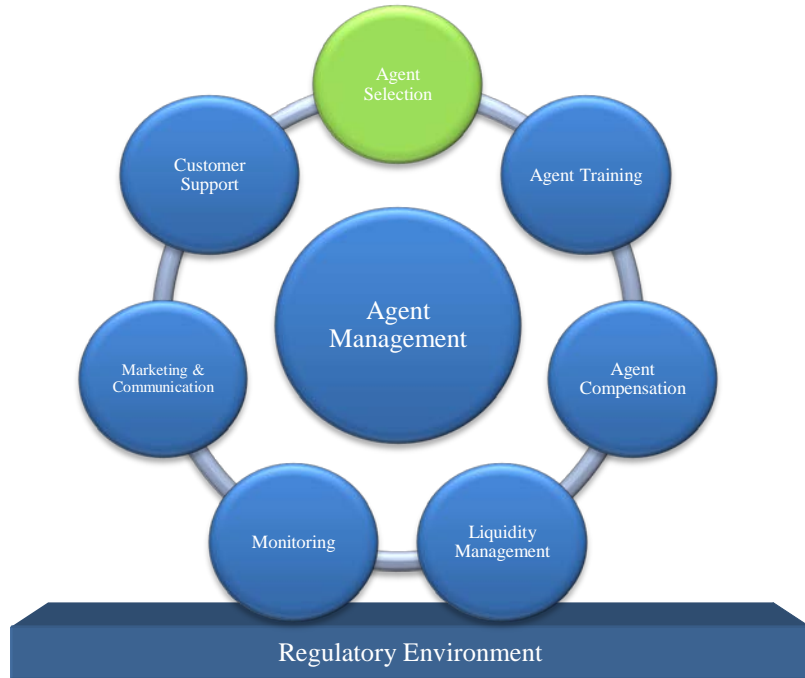 Agent
Selection
Agent Training
Agent
Compensation
Liquidity
Management
Monitoring
Marketing &
Communication
Customer
Support
Agent
Management
Regulatory Environment